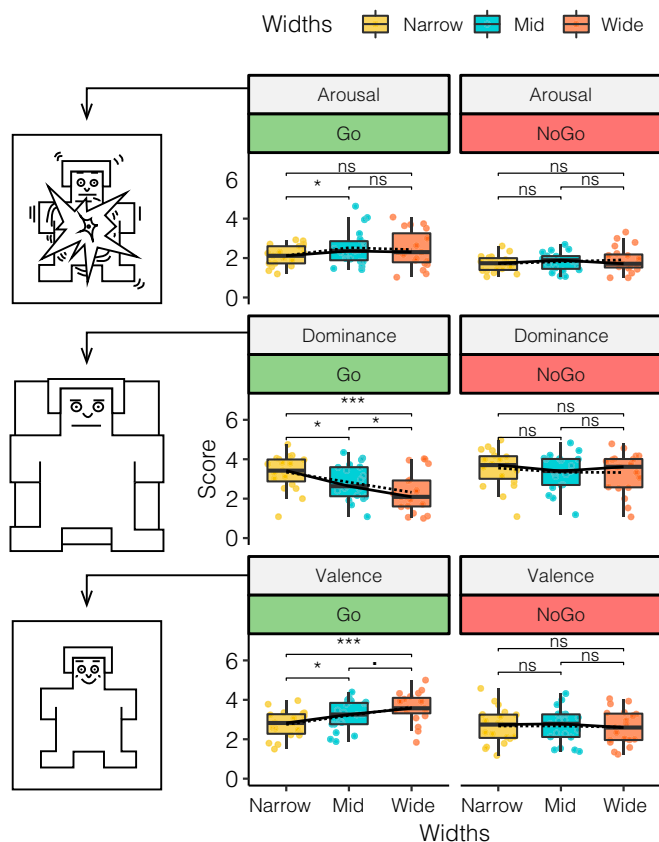 Widths Narrow Mid Wide
Arousal Arousal
Go NoGo
6
4
2
0
ns
* ns
ns
ns ns
Dominance Dominance
Go NoGo
Score
6
4
2
0
***
* *
ns
ns ns
Valence Valence
Go NoGo
6
4
2
0
***
* .
ns
ns ns
Narrow Mid Wide Narrow Mid Wide
Widths